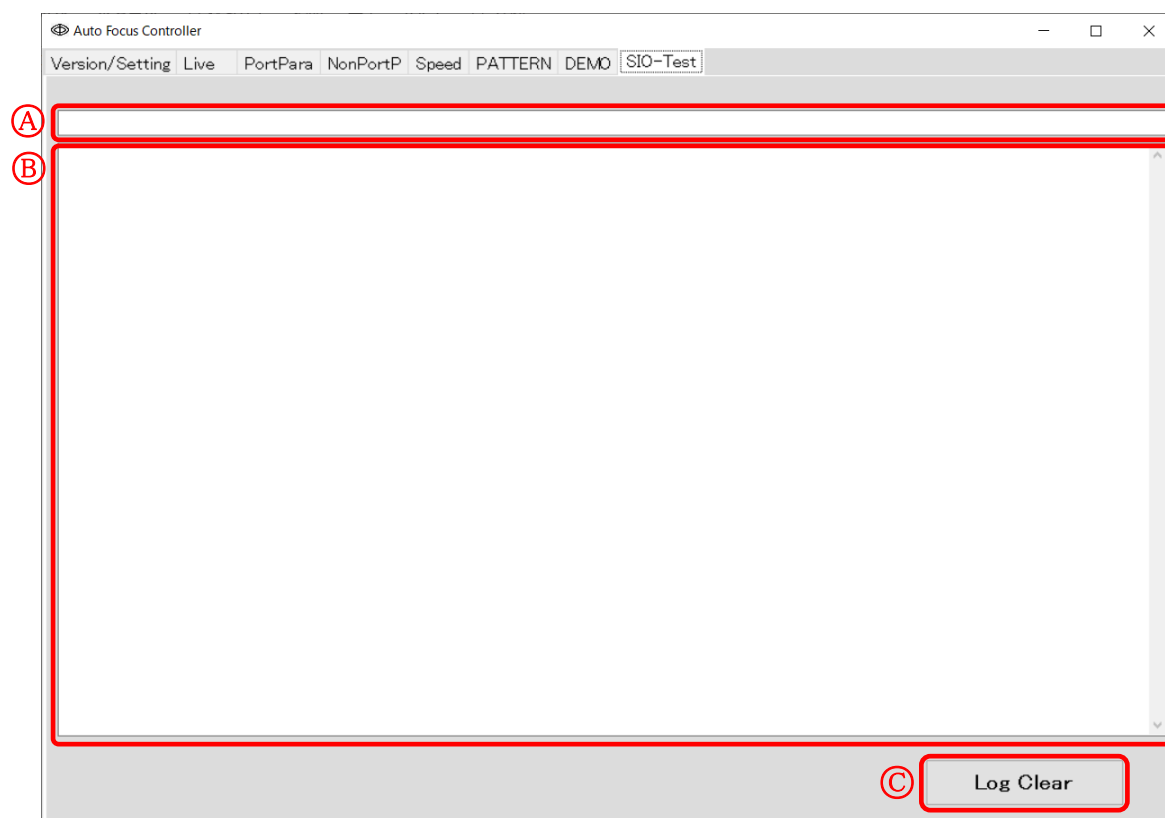 Auto Focus Controller
Version/Setting Live PortPara NonPortP Speed PATTERN DEMO SIO-Test
Ⓐ
Ⓑ
Ⓒ Log Clear